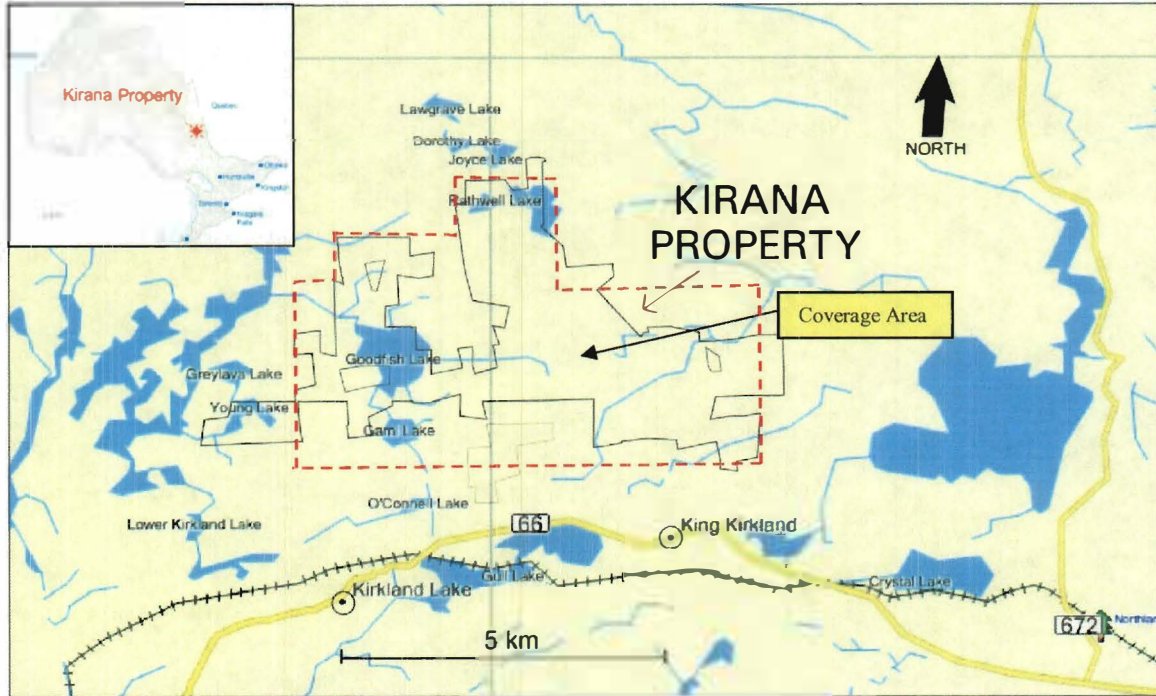 Kirana Property
Quebec
Ottawa
Huntsville
Kingston
Toronto
Niagara
Falls
Lawgrave Lake
Dorothy Lake
Joyce Lake
Rathwell Lake
NORTH
KIRANA
PROPERTY
Coverage Area
Goodfish Lake
Greylava Lake
Young Lake
Gami Lake
O'Connell Lake
Lower Kirkland Lake
66
King Kirkland
Gull Lake
Kirkland Lake
Crystal Lake
5 km
672
Northlan